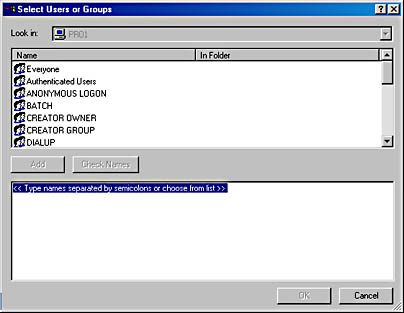 Select Users or Groups
Look in: PRO1
Name In Folder
Everyone
Authenticated Users
ANONYMOUS LOGON
BATCH
CREATOR OWNER
CREATOR GROUP
DIALUP
Add Check Names
<< Type names separated by semicolons or choose from list >>
OK Cancel